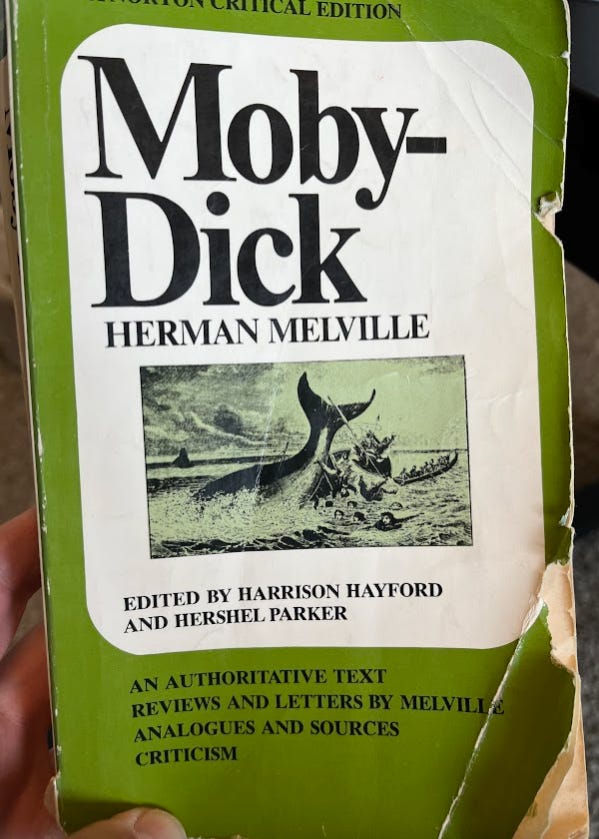 NORTON CRITICAL EDITION
Moby-
Dick
HERMAN MELVILLE
EDITED BY HARRISON HAYFORD
AND HERSHEL PARKER
AN AUTHORITATIVE TEXT
REVIEWS AND LETTERS BY MELVILLE
ANALOGUES AND SOURCES
CRITICISM